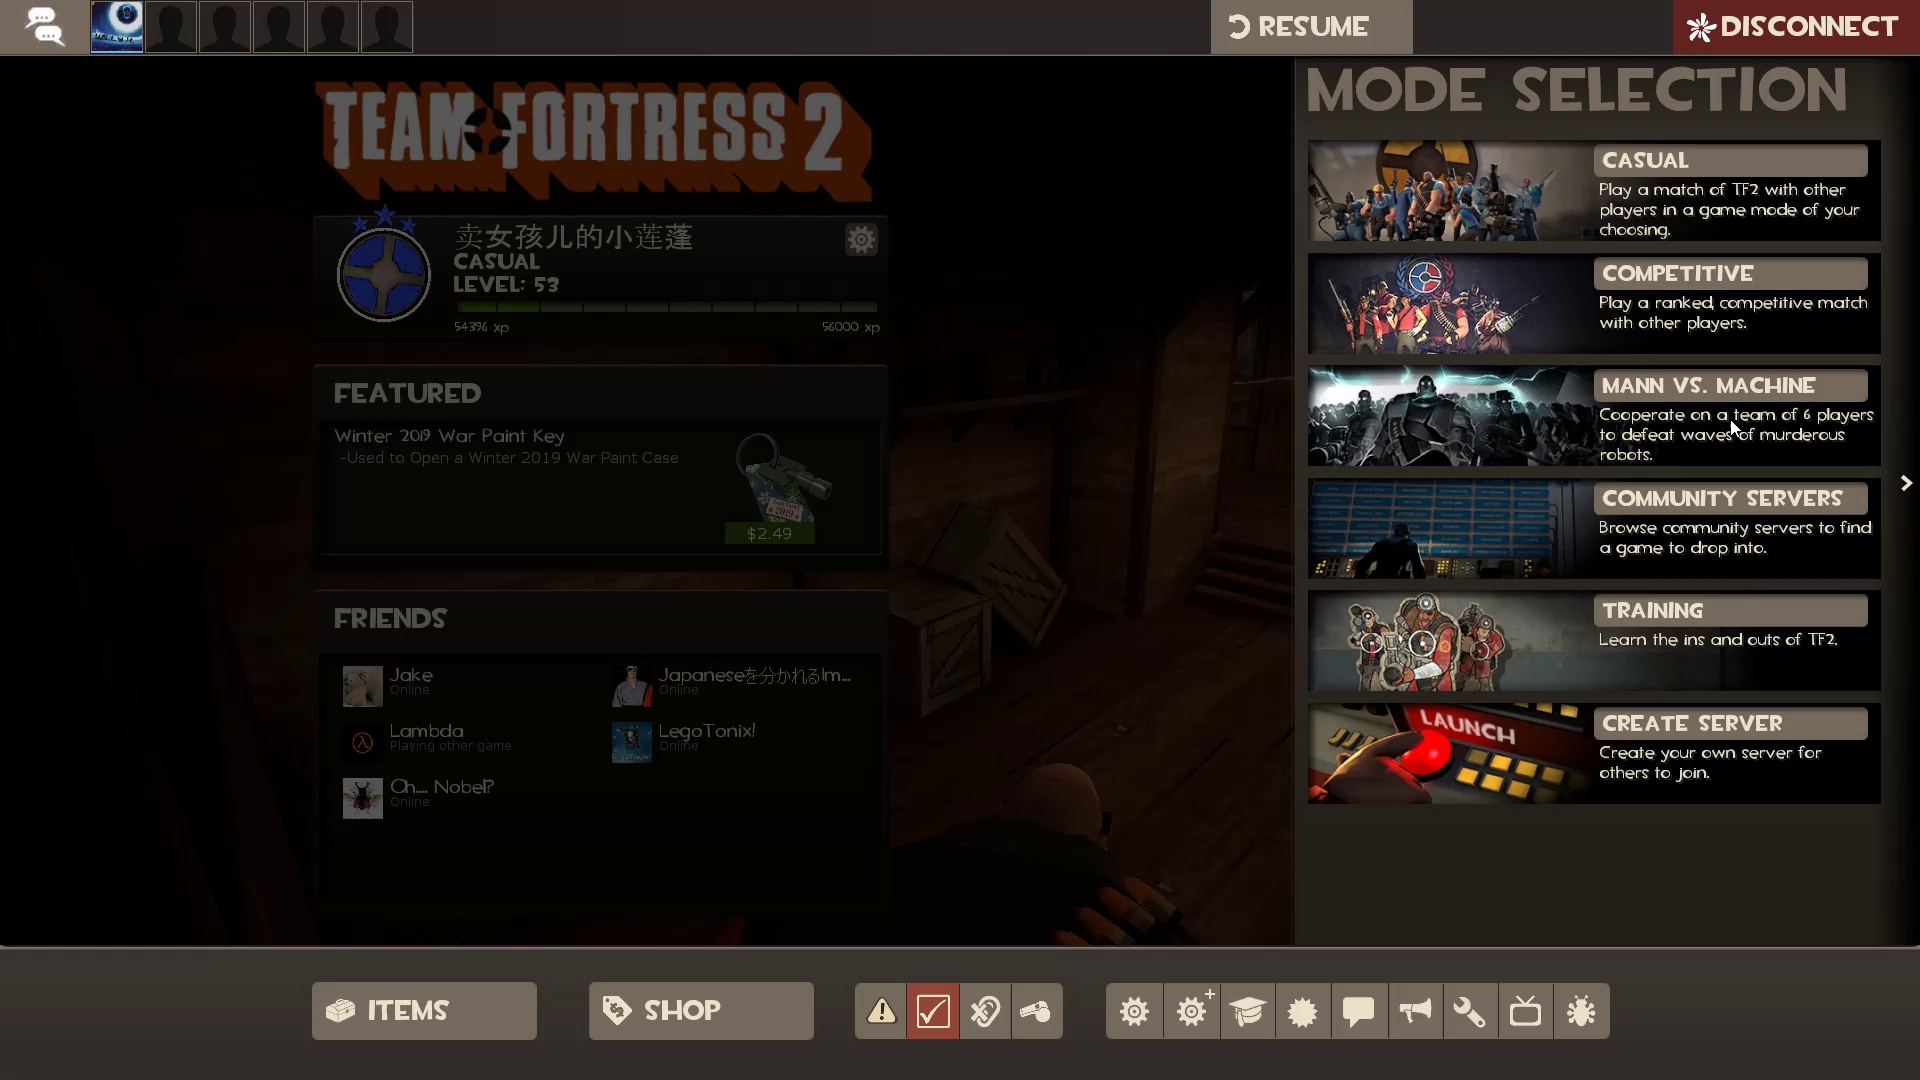 RESUME
DISCONNECT
TEAM FORTRESS 2
卖女孩儿的小莲蓬
CASUAL
LEVEL: 53
54396 xp
56000 xp
FEATURED
Winter 2019 War Paint Key
-Used to Open a Winter 2019 War Paint Case
2019
$2.49
FRIENDS
Jake
Online
Japaneseを分かれるIm...
Online
Lambda
Playing other game
LegoTonix!
Online
Oh.... Nobel?
Online
MODE SELECTION
CASUAL
Play a match of TF2 with other
players in a game mode of your
choosing.
COMPETITIVE
Play a ranked, competitive match
with other players.
MANN VS. MACHINE
Cooperate on a team of 6 players
to defeat waves of murderous
robots.
COMMUNITY SERVERS
Browse community servers to find
a game to drop into.
TRAINING
Learn the ins and outs of TF2.
LAUNCH
CREATE SERVER
Create your own server for
others to join.
ITEMS
SHOP